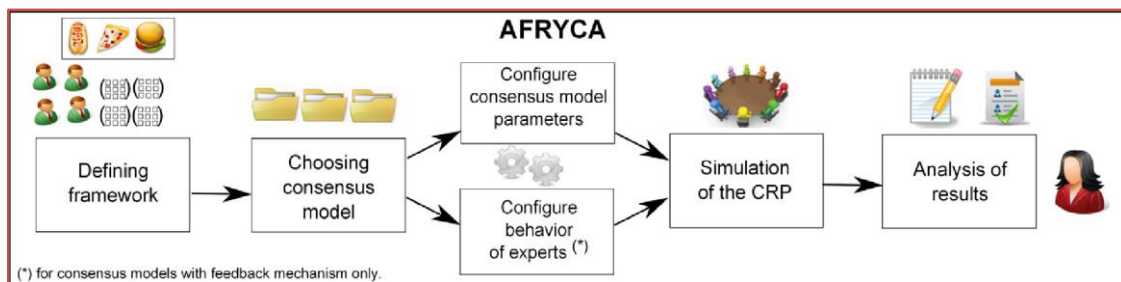 AFRYCA
Defining
framework
Choosing
consensus
model
Configure
consensus model
parameters
Configure
behavior
of experts (*)
Simulation
of the CRP
Analysis of
results
(*) for consensus models with feedback mechanism only.